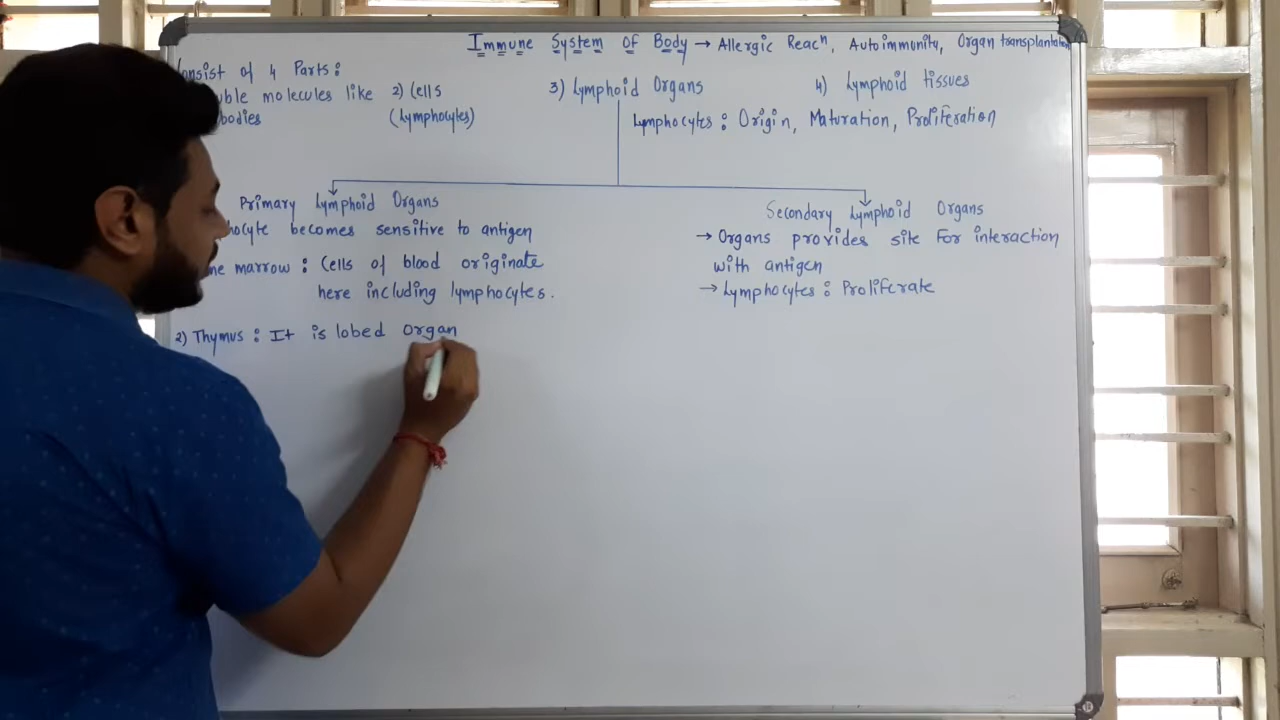 Immune System of Body → Allergic Reacⁿ, Autoimmunity, Organ transplantation
onsist of 4 Parts:
uble molecules like
bodies
2) Cells
(Lymphocytes)
3) Lymphoid Organs
4) Lymphoid tissues
Lymphocytes: Origin, Maturation, Proliferation
Primary Lymphoid Organs
hocyte becomes sensitive to antigen
ne marrow: Cells of blood originate
here including lymphocytes.
2) Thymus: It is lobed organ
Secondary Lymphoid Organs
→ Organs provides site for interaction
with antigen
→ Lymphocytes: Proliferate